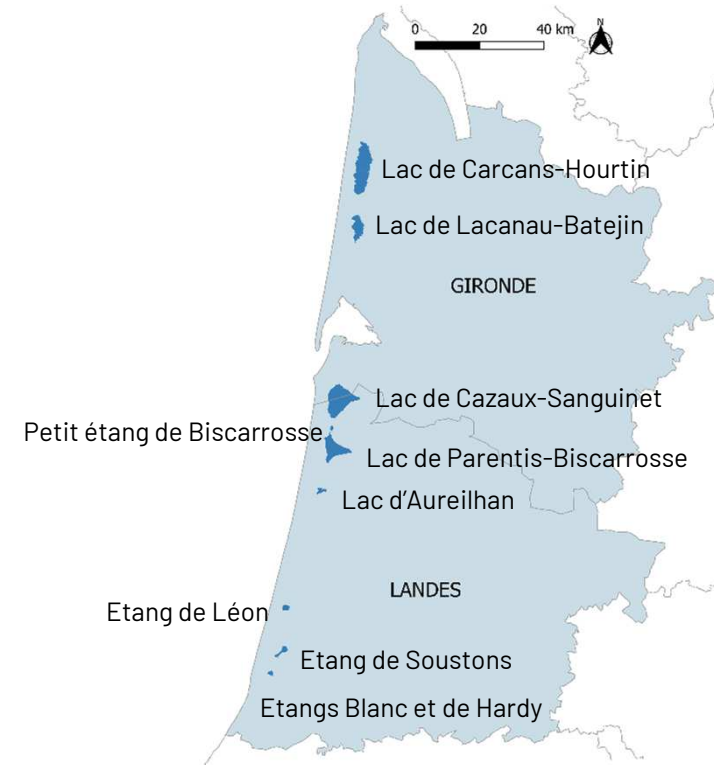 0 20 40 km N
Lac de Carcans-Hourtin
Lac de Lacanau-Batejin
GIRONDE
Lac de Cazaux-Sanguinet
Petit étang de Biscarrosse
Lac de Parentis-Biscarrosse
Lac d'Aureilhan
LANDES
Etang de Léon
Etang de Soustons
Etangs Blanc et de Hardy